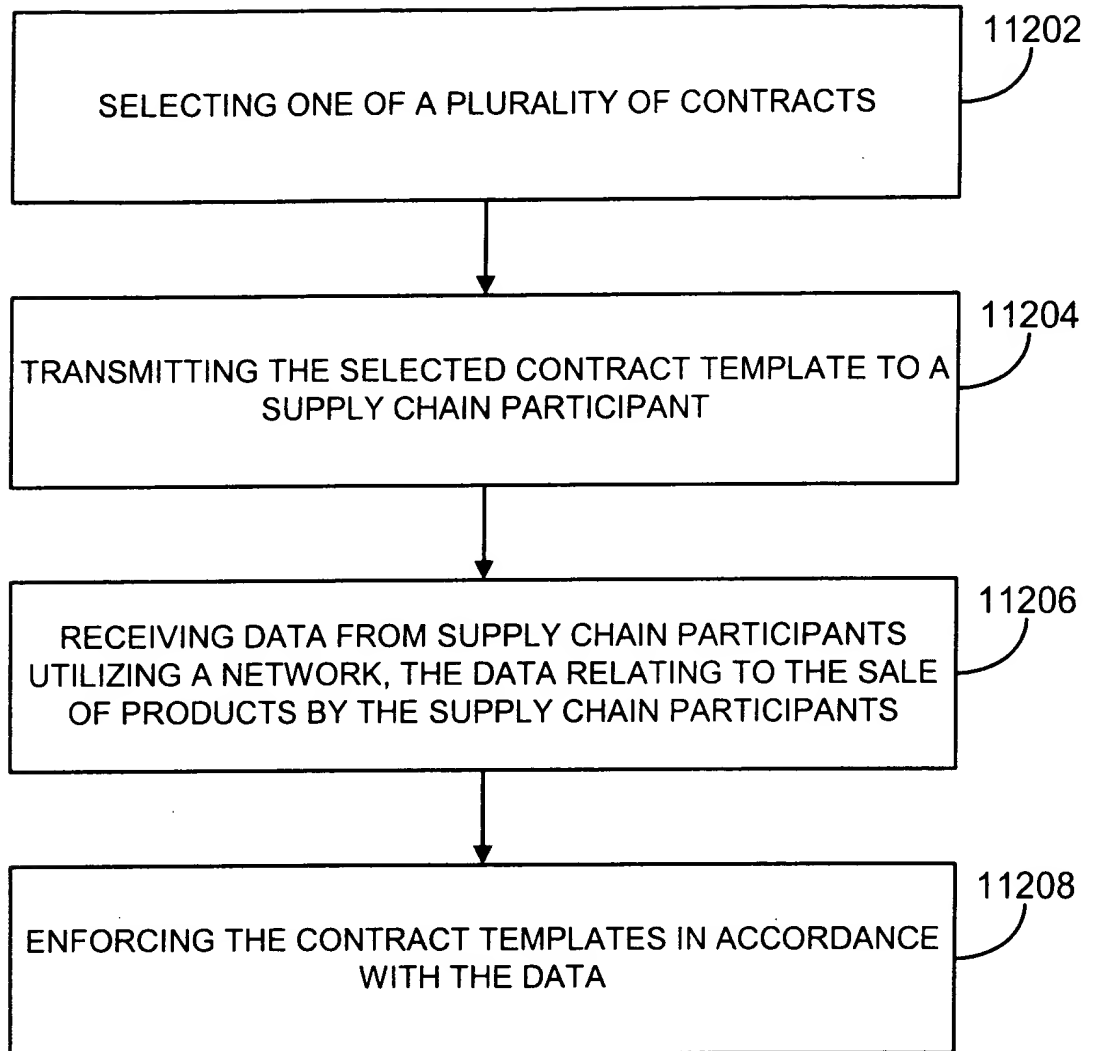 11202
SELECTING ONE OF A PLURALITY OF CONTRACTS
11204
TRANSMITTING THE SELECTED CONTRACT TEMPLATE TO A
SUPPLY CHAIN PARTICIPANT
11206
RECEIVING DATA FROM SUPPLY CHAIN PARTICIPANTS
UTILIZING A NETWORK, THE DATA RELATING TO THE SALE
OF PRODUCTS BY THE SUPPLY CHAIN PARTICIPANTS
11208
ENFORCING THE CONTRACT TEMPLATES IN ACCORDANCE
WITH THE DATA